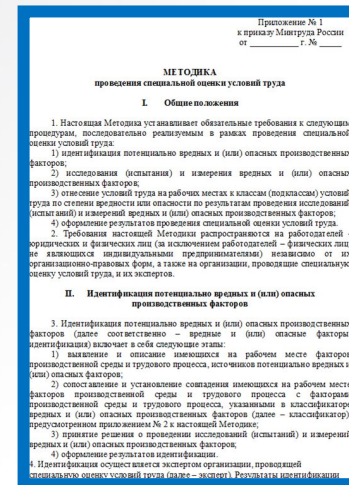 Приложение № 1
к приказу Минтруда России
от ____________ г. № _____
МЕТОДИКА
проведения специальной оценки условий труда
I. Общие положения
1. Настоящая Методика устанавливает обязательные требования к следующим
процедурам, последовательно реализуемым в рамках проведения специальной
оценки условий труда:
1) идентификация потенциально вредных и (или) опасных производственных
факторов;
2) исследования (испытания) и измерения вредных и (или) опасных
производственных факторов;
3) отнесение условий труда на рабочих местах к классам (подклассам) условий
труда по степени вредности или опасности по результатам проведения исследований
(испытаний) и измерений вредных и (или) опасных производственных факторов;
4) оформление результатов проведения специальной оценки условий труда.
2. Требования настоящей Методики распространяются на работодателей –
юридических и физических лиц (за исключением работодателей – физических лиц,
не являющихся индивидуальными предпринимателями) независимо от их
организационно-правовых форм, а также на организации, проводящие специальную
оценку условий труда, и их экспертов.
II. Идентификация потенциально вредных и (или) опасных
производственных факторов
3. Идентификация потенциально вредных и (или) опасных производственных
факторов (далее соответственно – вредные и (или) опасные факторы,
идентификация) включает в себя следующие этапы:
1) выявление и описание имеющихся на рабочем месте факторов
производственной среды и трудового процесса, источников потенциально вредных и
(или) опасных факторов;
2) сопоставление и установление совпадения имеющихся на рабочем месте
факторов производственной среды и трудового процесса с факторами
производственной среды и трудового процесса, указанными в классификаторе
вредных и (или) опасных производственных факторов (далее – классификатор),
предусмотренном приложением № 2 к настоящей Методике;
3) принятие решения о проведении исследований (испытаний) и измерений
вредных и (или) опасных производственных факторов;
4) оформление результатов идентификации.
4. Идентификация осуществляется экспертом организации, проводящей
специальную оценку условий труда (далее – эксперт). Результаты идентификации